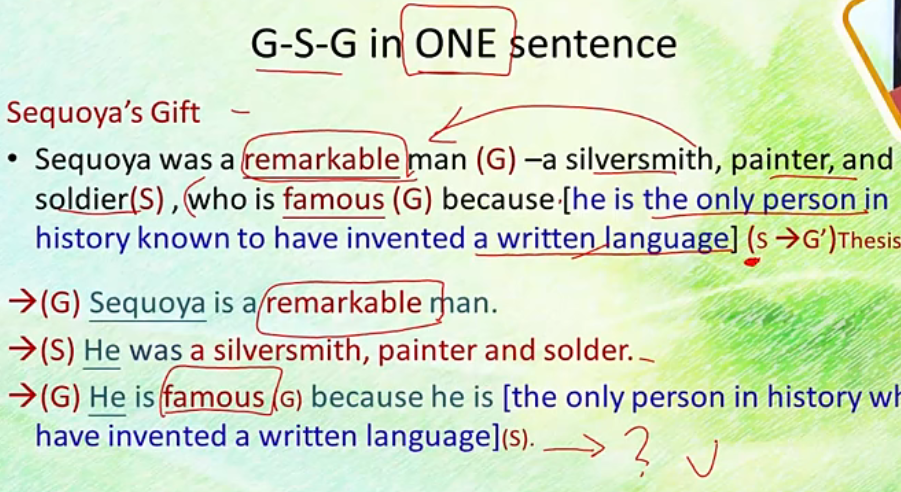 G-S-G in ONE sentence
Sequoya's Gift
• Sequoya was a remarkable man (G) –a silversmith, painter, and
soldier(S) , who is famous (G) because [he is the only person in
history known to have invented a written language] (s →G')Thesis
→(G) Sequoya is a remarkable man.
→(S) He was a silversmith, painter and solder.
→(G) He is famous (G) because he is [the only person in history wh
have invented a written language](S). → ? ✓